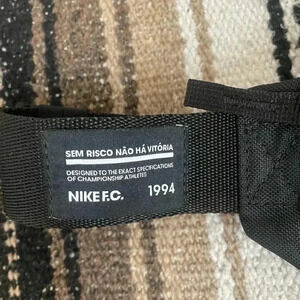 SEM RISCO NÃO HÁ VITÓRIA
DESIGNED TO THE EXACT SPECIFICATIONS
OF CHAMPIONSHIP ATHLETES
NIKE F.C. 1994